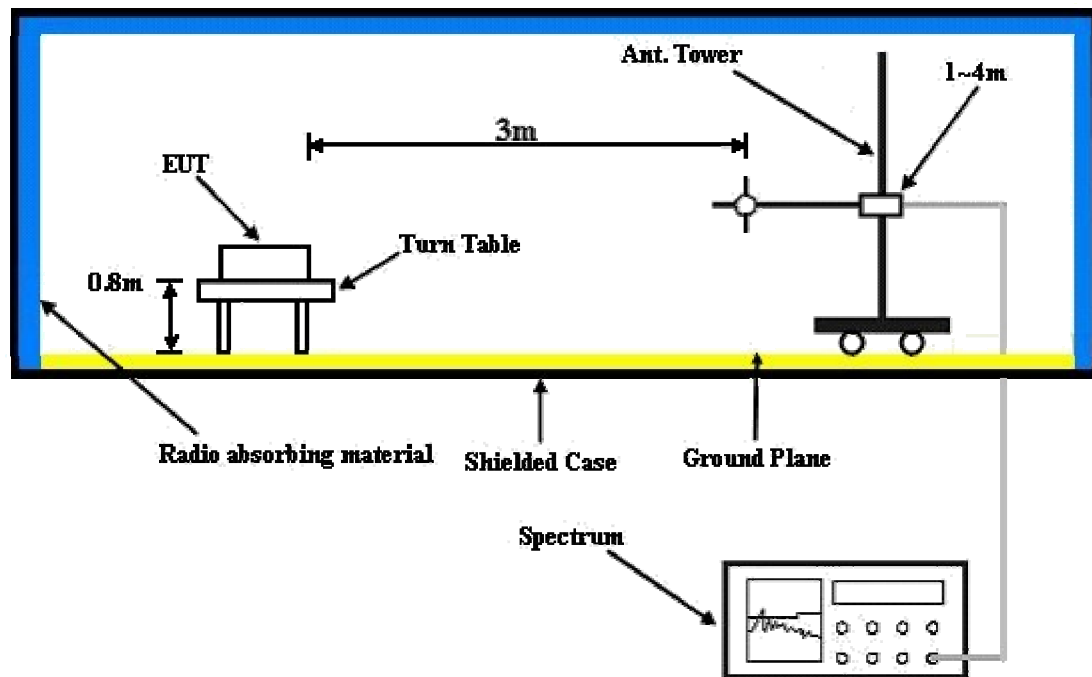 Ant. Tower
1~4m
3m
EUT
Turn Table
0.8m
Radio absorbing material
Shielded Case
Ground Plane
Spectrum